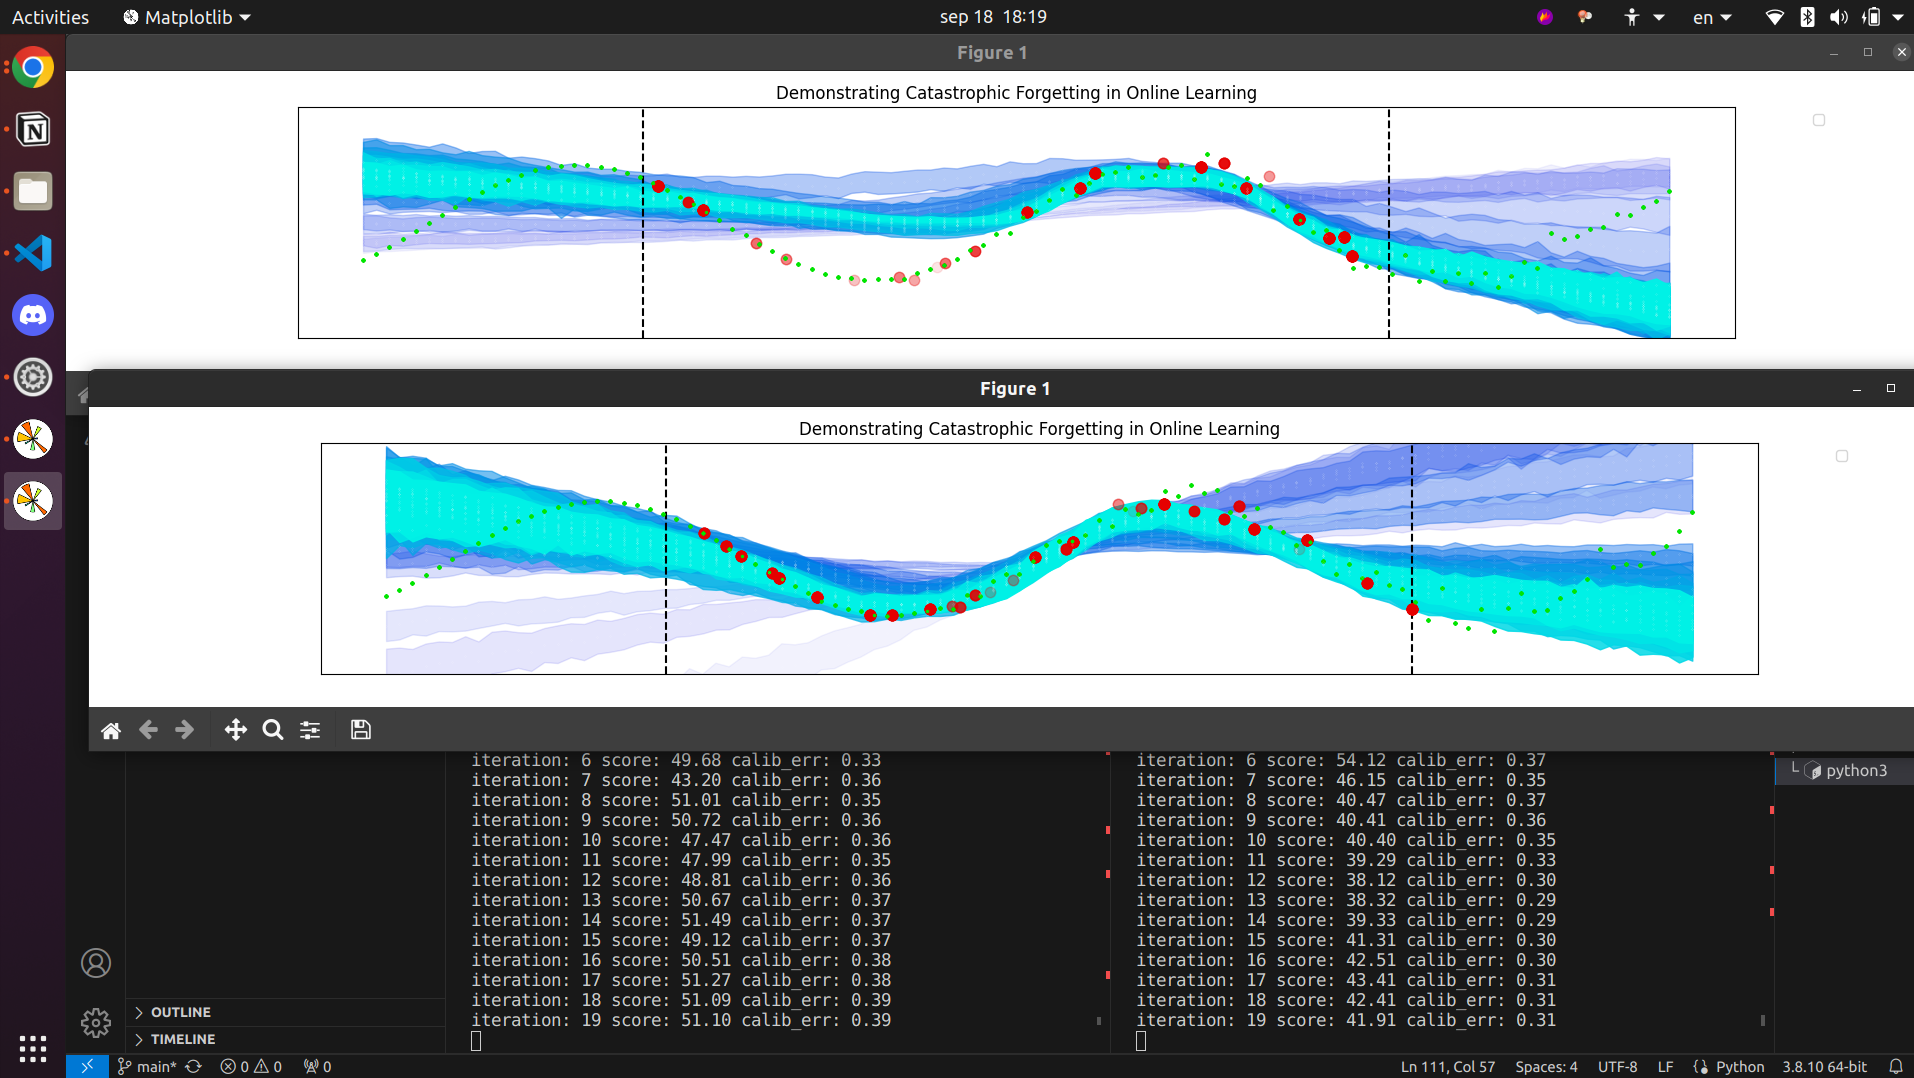 Activities
Matplotlib
sep 18 18:19
en
Figure 1
Demonstrating Catastrophic Forgetting in Online Learning
Figure 1
Demonstrating Catastrophic Forgetting in Online Learning
iteration: 6 score: 49.68 calib_err: 0.33
iteration: 7 score: 43.20 calib_err: 0.36
iteration: 8 score: 51.01 calib_err: 0.35
iteration: 9 score: 50.72 calib_err: 0.36
iteration: 10 score: 47.47 calib_err: 0.36
iteration: 11 score: 47.99 calib_err: 0.35
iteration: 12 score: 48.81 calib_err: 0.36
iteration: 13 score: 50.67 calib_err: 0.37
iteration: 14 score: 51.49 calib_err: 0.37
iteration: 15 score: 49.12 calib_err: 0.37
iteration: 16 score: 50.51 calib_err: 0.38
iteration: 17 score: 51.27 calib_err: 0.38
iteration: 18 score: 51.09 calib_err: 0.39
iteration: 19 score: 51.10 calib_err: 0.39
iteration: 6 score: 54.12 calib_err: 0.37
iteration: 7 score: 46.15 calib_err: 0.35
iteration: 8 score: 40.47 calib_err: 0.37
iteration: 9 score: 40.41 calib_err: 0.36
iteration: 10 score: 40.40 calib_err: 0.35
iteration: 11 score: 39.29 calib_err: 0.33
iteration: 12 score: 38.12 calib_err: 0.30
iteration: 13 score: 38.32 calib_err: 0.29
iteration: 14 score: 39.33 calib_err: 0.29
iteration: 15 score: 41.31 calib_err: 0.30
iteration: 16 score: 42.51 calib_err: 0.30
iteration: 17 score: 43.41 calib_err: 0.31
iteration: 18 score: 42.41 calib_err: 0.31
iteration: 19 score: 41.91 calib_err: 0.31
python3
OUTLINE
TIMELINE
main* 0 0 0
Ln 111, Col 57 Spaces: 4 UTF-8 LF Python 3.8.10 64-bit